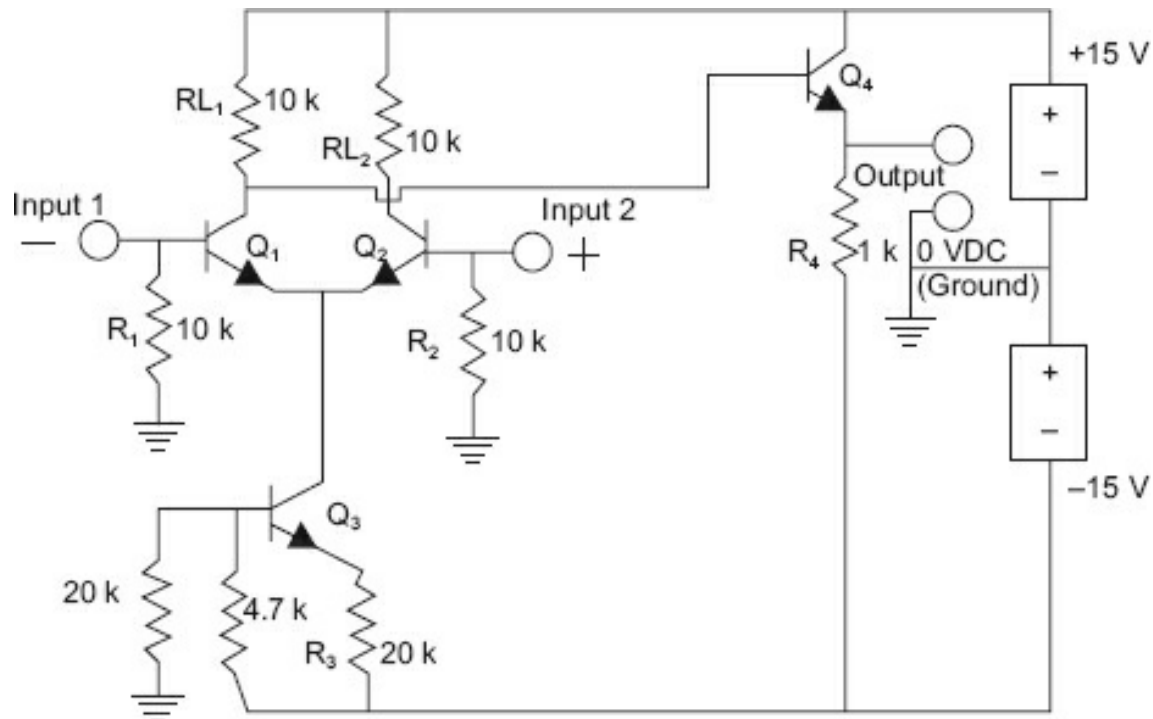 +15 V
Q₄
RL₁ 10 k
RL₂ 10 k
+
–
Output
Input 1
–
Input 2
+
Q₁ Q₂
R₄ 1 k
0 VDC
(Ground)
R₁ 10 k
R₂ 10 k
+
–
–15 V
Q₃
20 k
4.7 k
R₃ 20 k